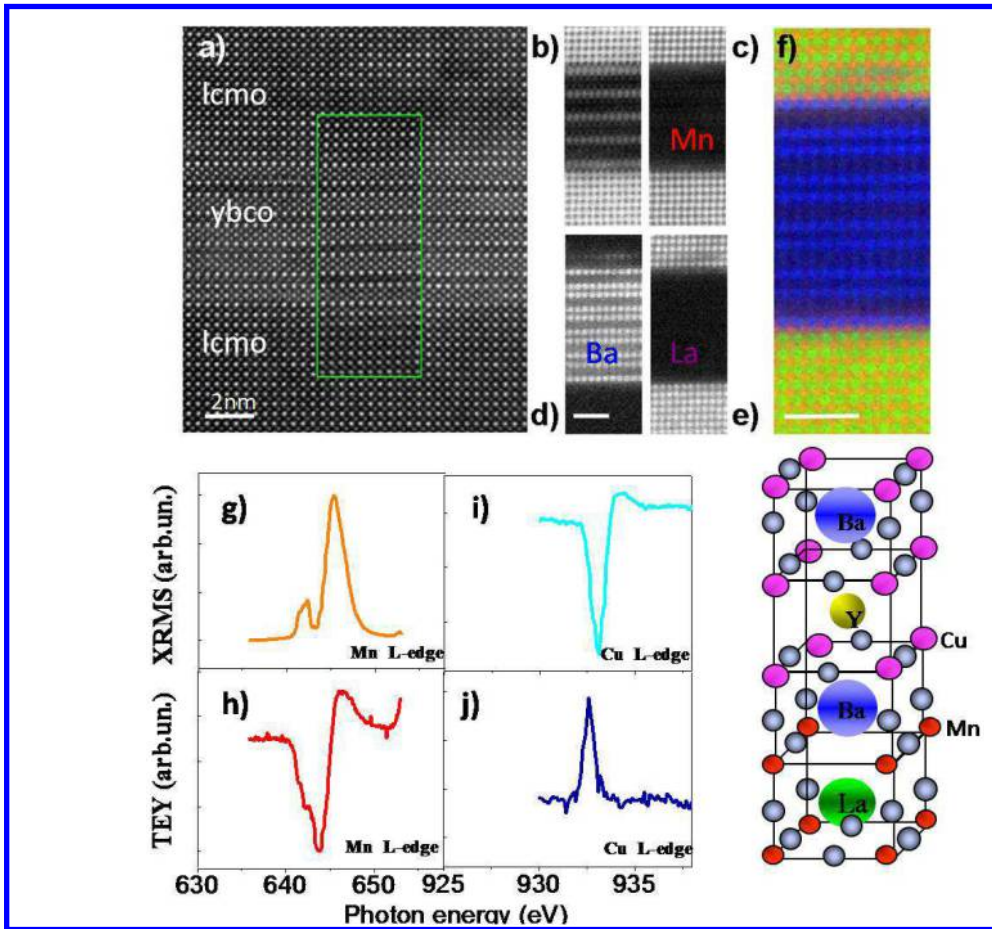 a)
lcmo
ybco
lcmo
2nm
b)
c)
Mn
Ba
La
d)
e)
f)
XRMS (arb.un.)
g)
Mn L-edge
i)
Cu L-edge
TEY (arb.un.)
h)
Mn L-edge
j)
Cu L-edge
630 640 650 925 930 935
Photon energy (eV)
Ba
Y
Cu
Ba
Mn
La